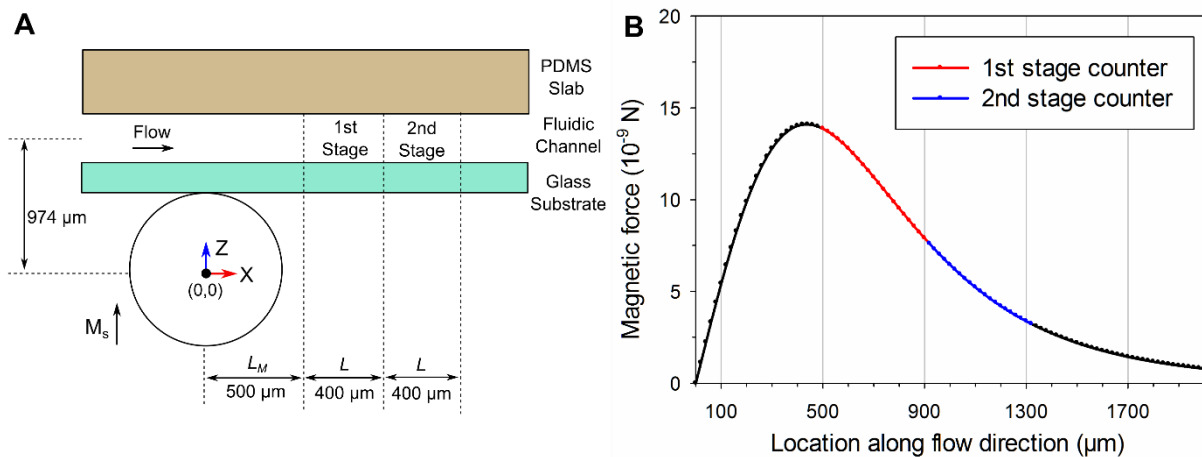 A
PDMS
Slab
Flow
1st
Stage
2nd
Stage
Fluidic
Channel
974 µm
Glass
Substrate
Z
X
(0,0)
Ms
LM
L
L
500 µm
400 µm
400 µm
B
Magnetic force (10⁻⁹ N)
20
15
10
5
0
1st stage counter
2nd stage counter
100
500
900
1300
1700
Location along flow direction (µm)